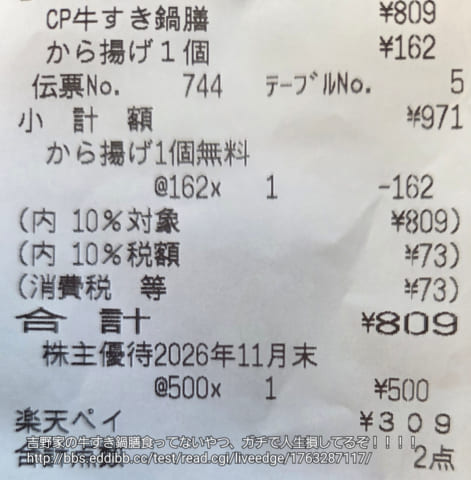 CP牛すき鍋膳 ¥809
から揚げ1個 ¥162
伝票No. 744 テーブルNo. 5
小 計 額 ¥971
から揚げ1個無料
@162× 1 -162
(内 10%対象 ¥809)
(内 10%税額 ¥73)
(消費税 等 ¥73)
合 計 ¥809
株主優待2026年11月末
@500× 1 ¥500
楽天ペイ ¥309
吉野家の牛すき鍋膳食ってないやつ、ガチで人生損してるぞ!!!!
合計点数 2点
http://bbs.eddibb.cc/test/read.cgi/liveedge/1763287117/